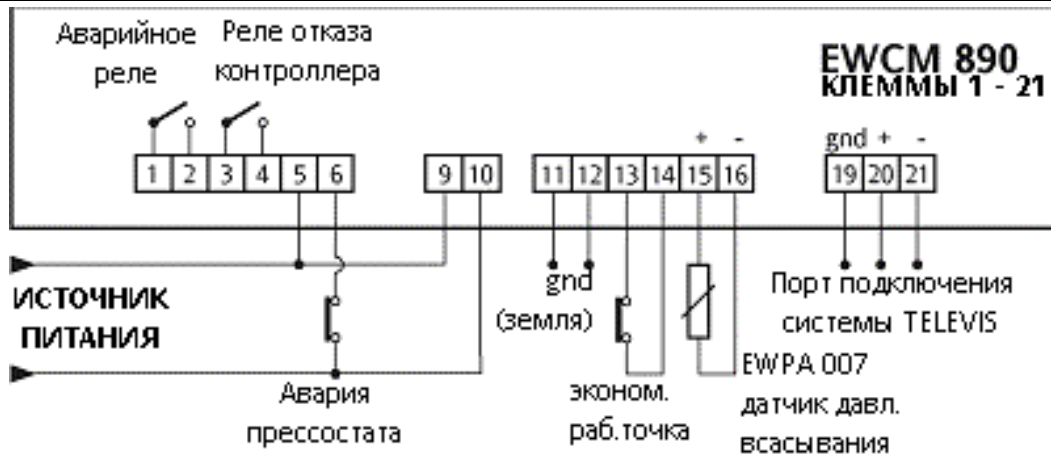 Аварийное
реле
Реле отказа
контроллера
EWCM 890
КЛЕММЫ 1 - 21
+ -
gnd + -
1 2 3 4 5 6
9 10
11 12 13 14 15 16
19 20 21
ИСТОЧНИК
ПИТАНИЯ
gnd
(земля)
Порт подключения
системы TELEVIS
Авария
прессостата
эконом.
раб.точка
EWPA 007
датчик давл.
всасывания